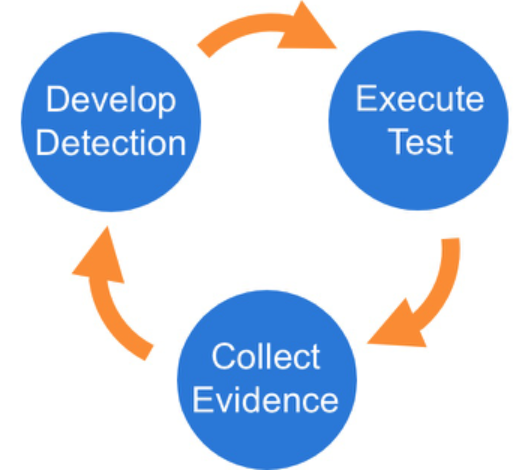 Develop
Detection
Execute
Test
Collect
Evidence